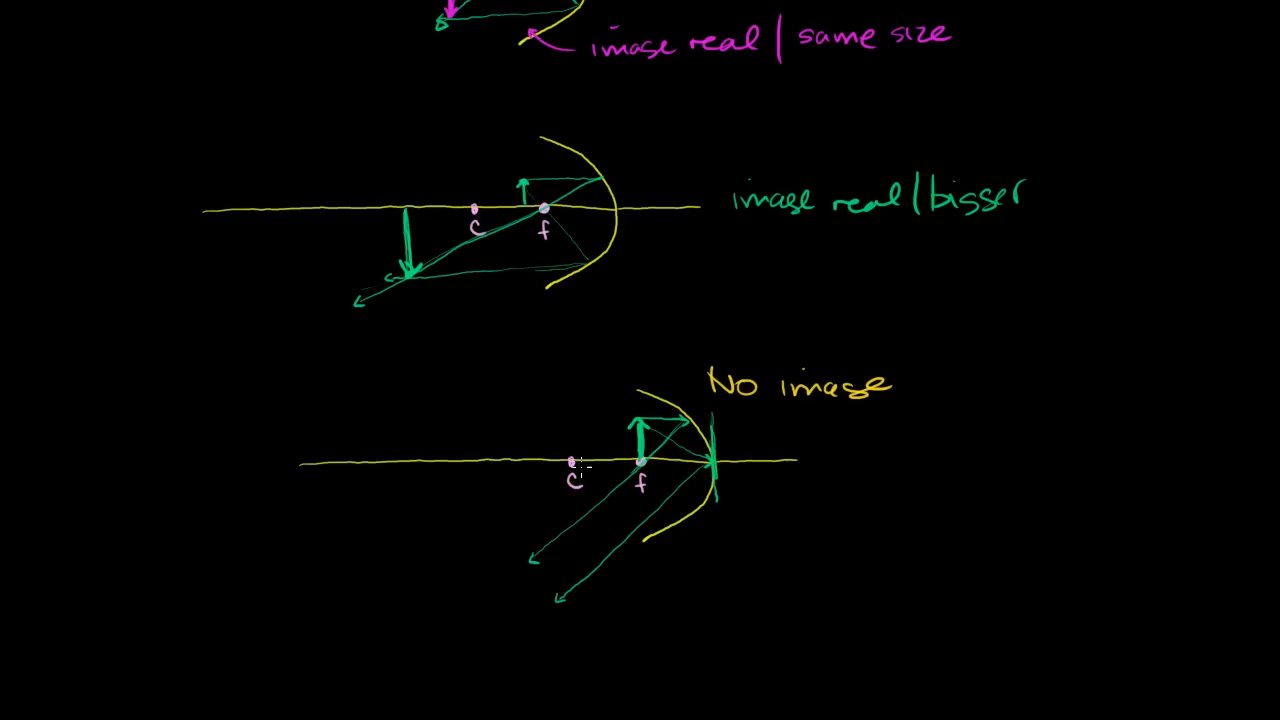 image real | same size
image real / bigger
C f
No image
C f